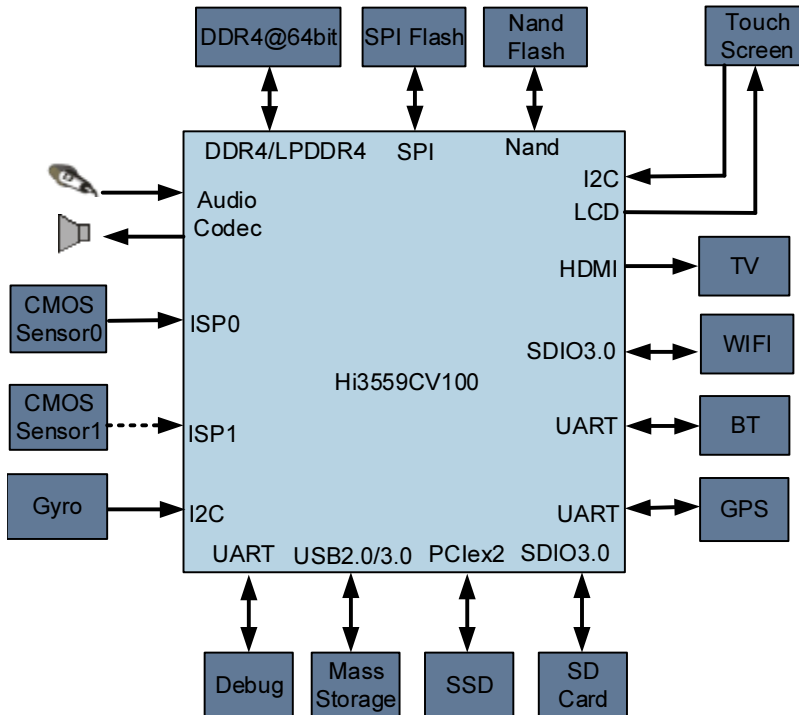 DDR4@64bit
SPI Flash
Nand
Flash
Touch
Screen
DDR4/LPDDR4
SPI
Nand
I2C
LCD
Audio
Codec
HDMI
TV
CMOS
Sensor0
ISP0
SDIO3.0
WIFI
Hi3559CV100
CMOS
Sensor1
ISP1
UART
BT
Gyro
I2C
UART
GPS
UART
USB2.0/3.0
PCIex2
SDIO3.0
Debug
Mass
Storage
SSD
SD
Card